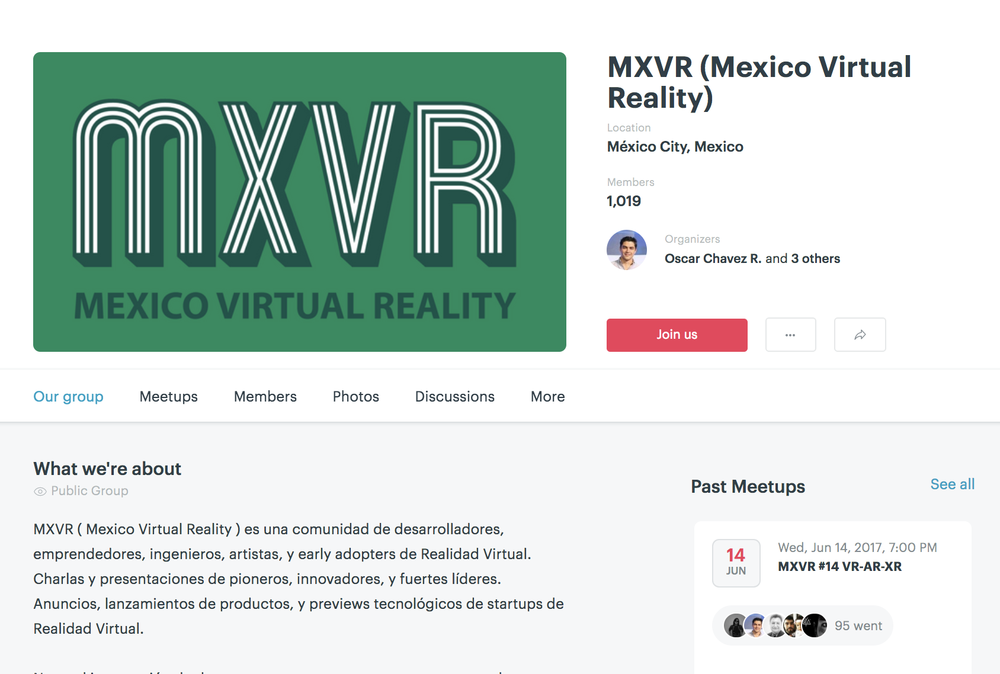 MXVR
MEXICO VIRTUAL REALITY
MXVR (Mexico Virtual
Reality)
Location
México City, Mexico
Members
1,019
Organizers
Oscar Chavez R. and 3 others
Join us
Our group
Meetups
Members
Photos
Discussions
More
What we're about
Public Group
MXVR ( Mexico Virtual Reality ) es una comunidad de desarrolladores,
emprendedores, ingenieros, artistas, y early adopters de Realidad Virtual.
Charlas y presentaciones de pioneros, innovadores, y fuertes líderes.
Anuncios, lanzamientos de productos, y previews tecnológicos de startups de
Realidad Virtual.
Past Meetups
See all
14
JUN
Wed, Jun 14, 2017, 7:00 PM
MXVR #14 VR-AR-XR
95 went